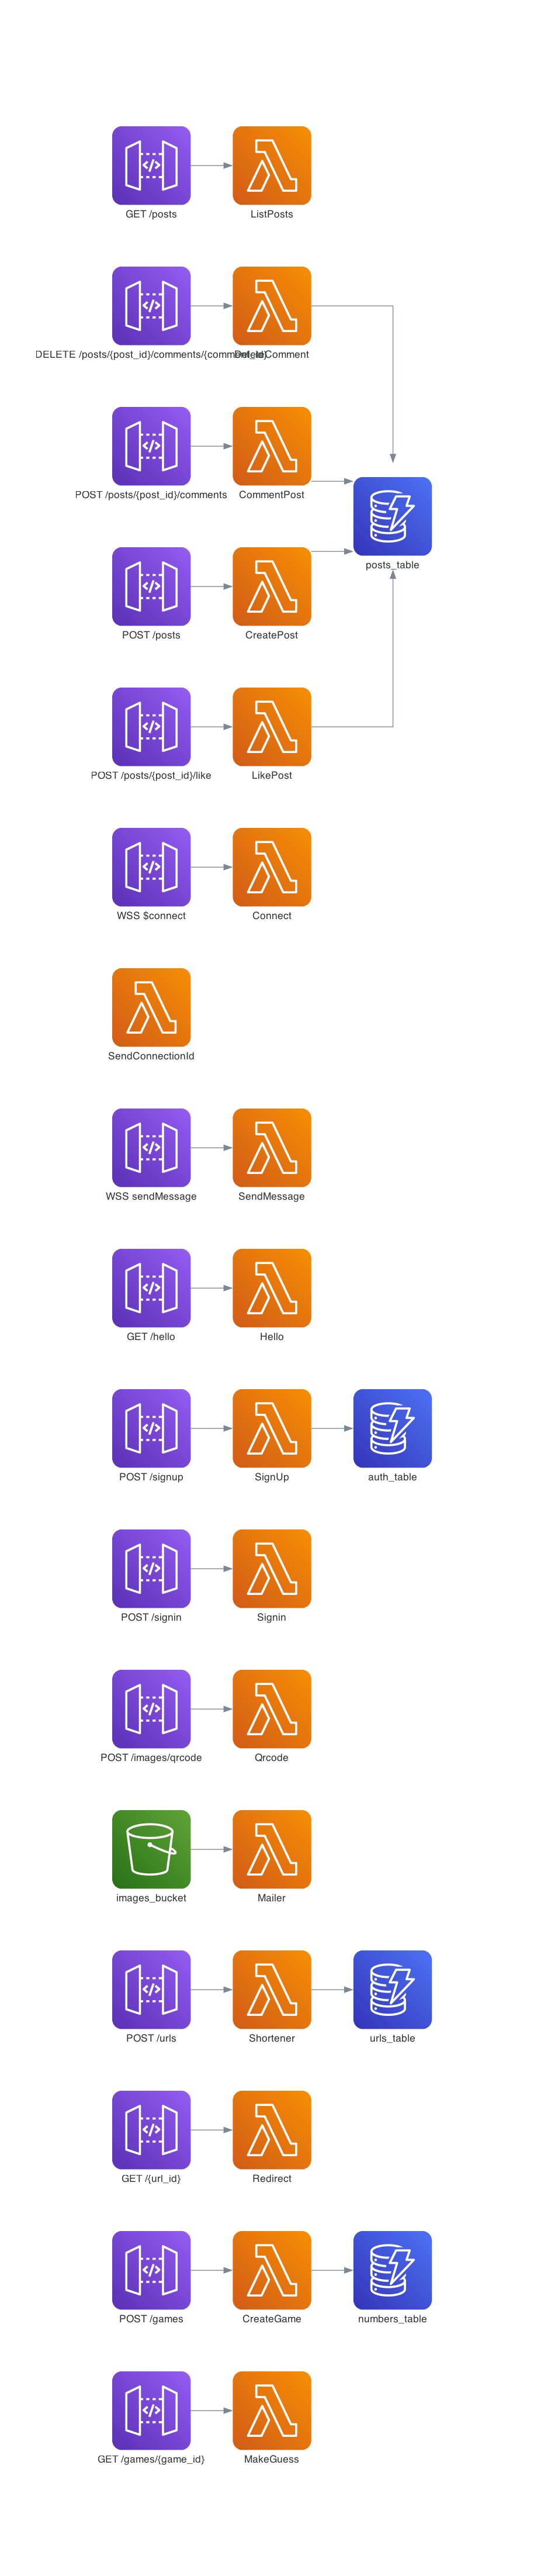 GET /posts
ListPosts
DELETE /posts/{post_id}/comments/{comment_id}
DeleteComment
POST /posts/{post_id}/comments
CommentPost
posts_table
POST /posts
CreatePost
POST /posts/{post_id}/like
LikePost
WSS $connect
Connect
SendConnectionId
WSS sendMessage
SendMessage
GET /hello
Hello
POST /signup
SignUp
auth_table
POST /signin
Signin
POST /images/qrcode
Qrcode
images_bucket
Mailer
POST /urls
Shortener
urls_table
GET /{url_id}
Redirect
POST /games
CreateGame
numbers_table
GET /games/{game_id}
MakeGuess